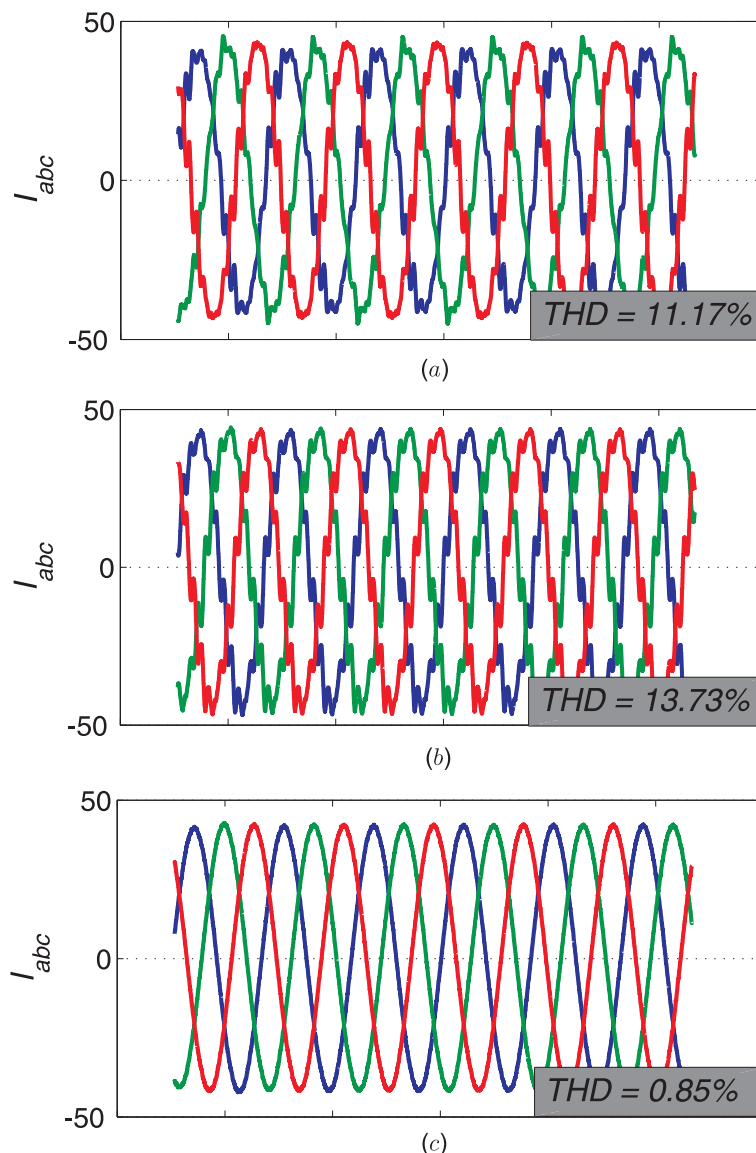 50
I_abc
0
-50
THD = 11.17%
(a)
50
I_abc
0
-50
THD = 13.73%
(b)
50
I_abc
0
-50
THD = 0.85%
(c)